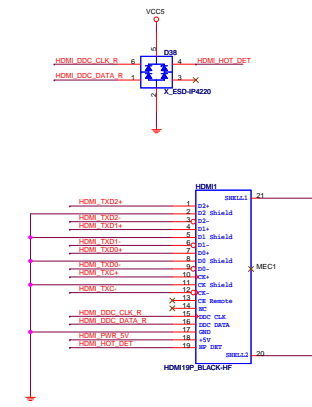 VCC5
5
D38
HDMI_DDC_CLK_R 6 4 HDMI_HOT_DET
HDMI_DDC_DATA_R 1 3
2
X_ESD-IP4220
HDMI1
SHELL1 21
HDMI_TXD2+ 1 D2+
2 D2 Shield
HDMI_TXD2- 3 D2-
HDMI_TXD1+ 4 D1+
5 D1 Shield
HDMI_TXD1- 6 D1-
HDMI_TXD0+ 7 D0+
8 D0 Shield
HDMI_TXD0- 9 D0-
HDMI_TXC+ 10 CK+
11 CK Shield
HDMI_TXC- 12 CK-
13 CE Remote
14 NC
HDMI_DDC_CLK_R 15 DDC CLK
HDMI_DDC_DATA_R 16 DDC DATA
17 GND
HDMI_PWR_5V 18 +5V
HDMI_HOT_DET 19 HP DET
MEC1
SHELL2 20
HDMI19P_BLACK-HF